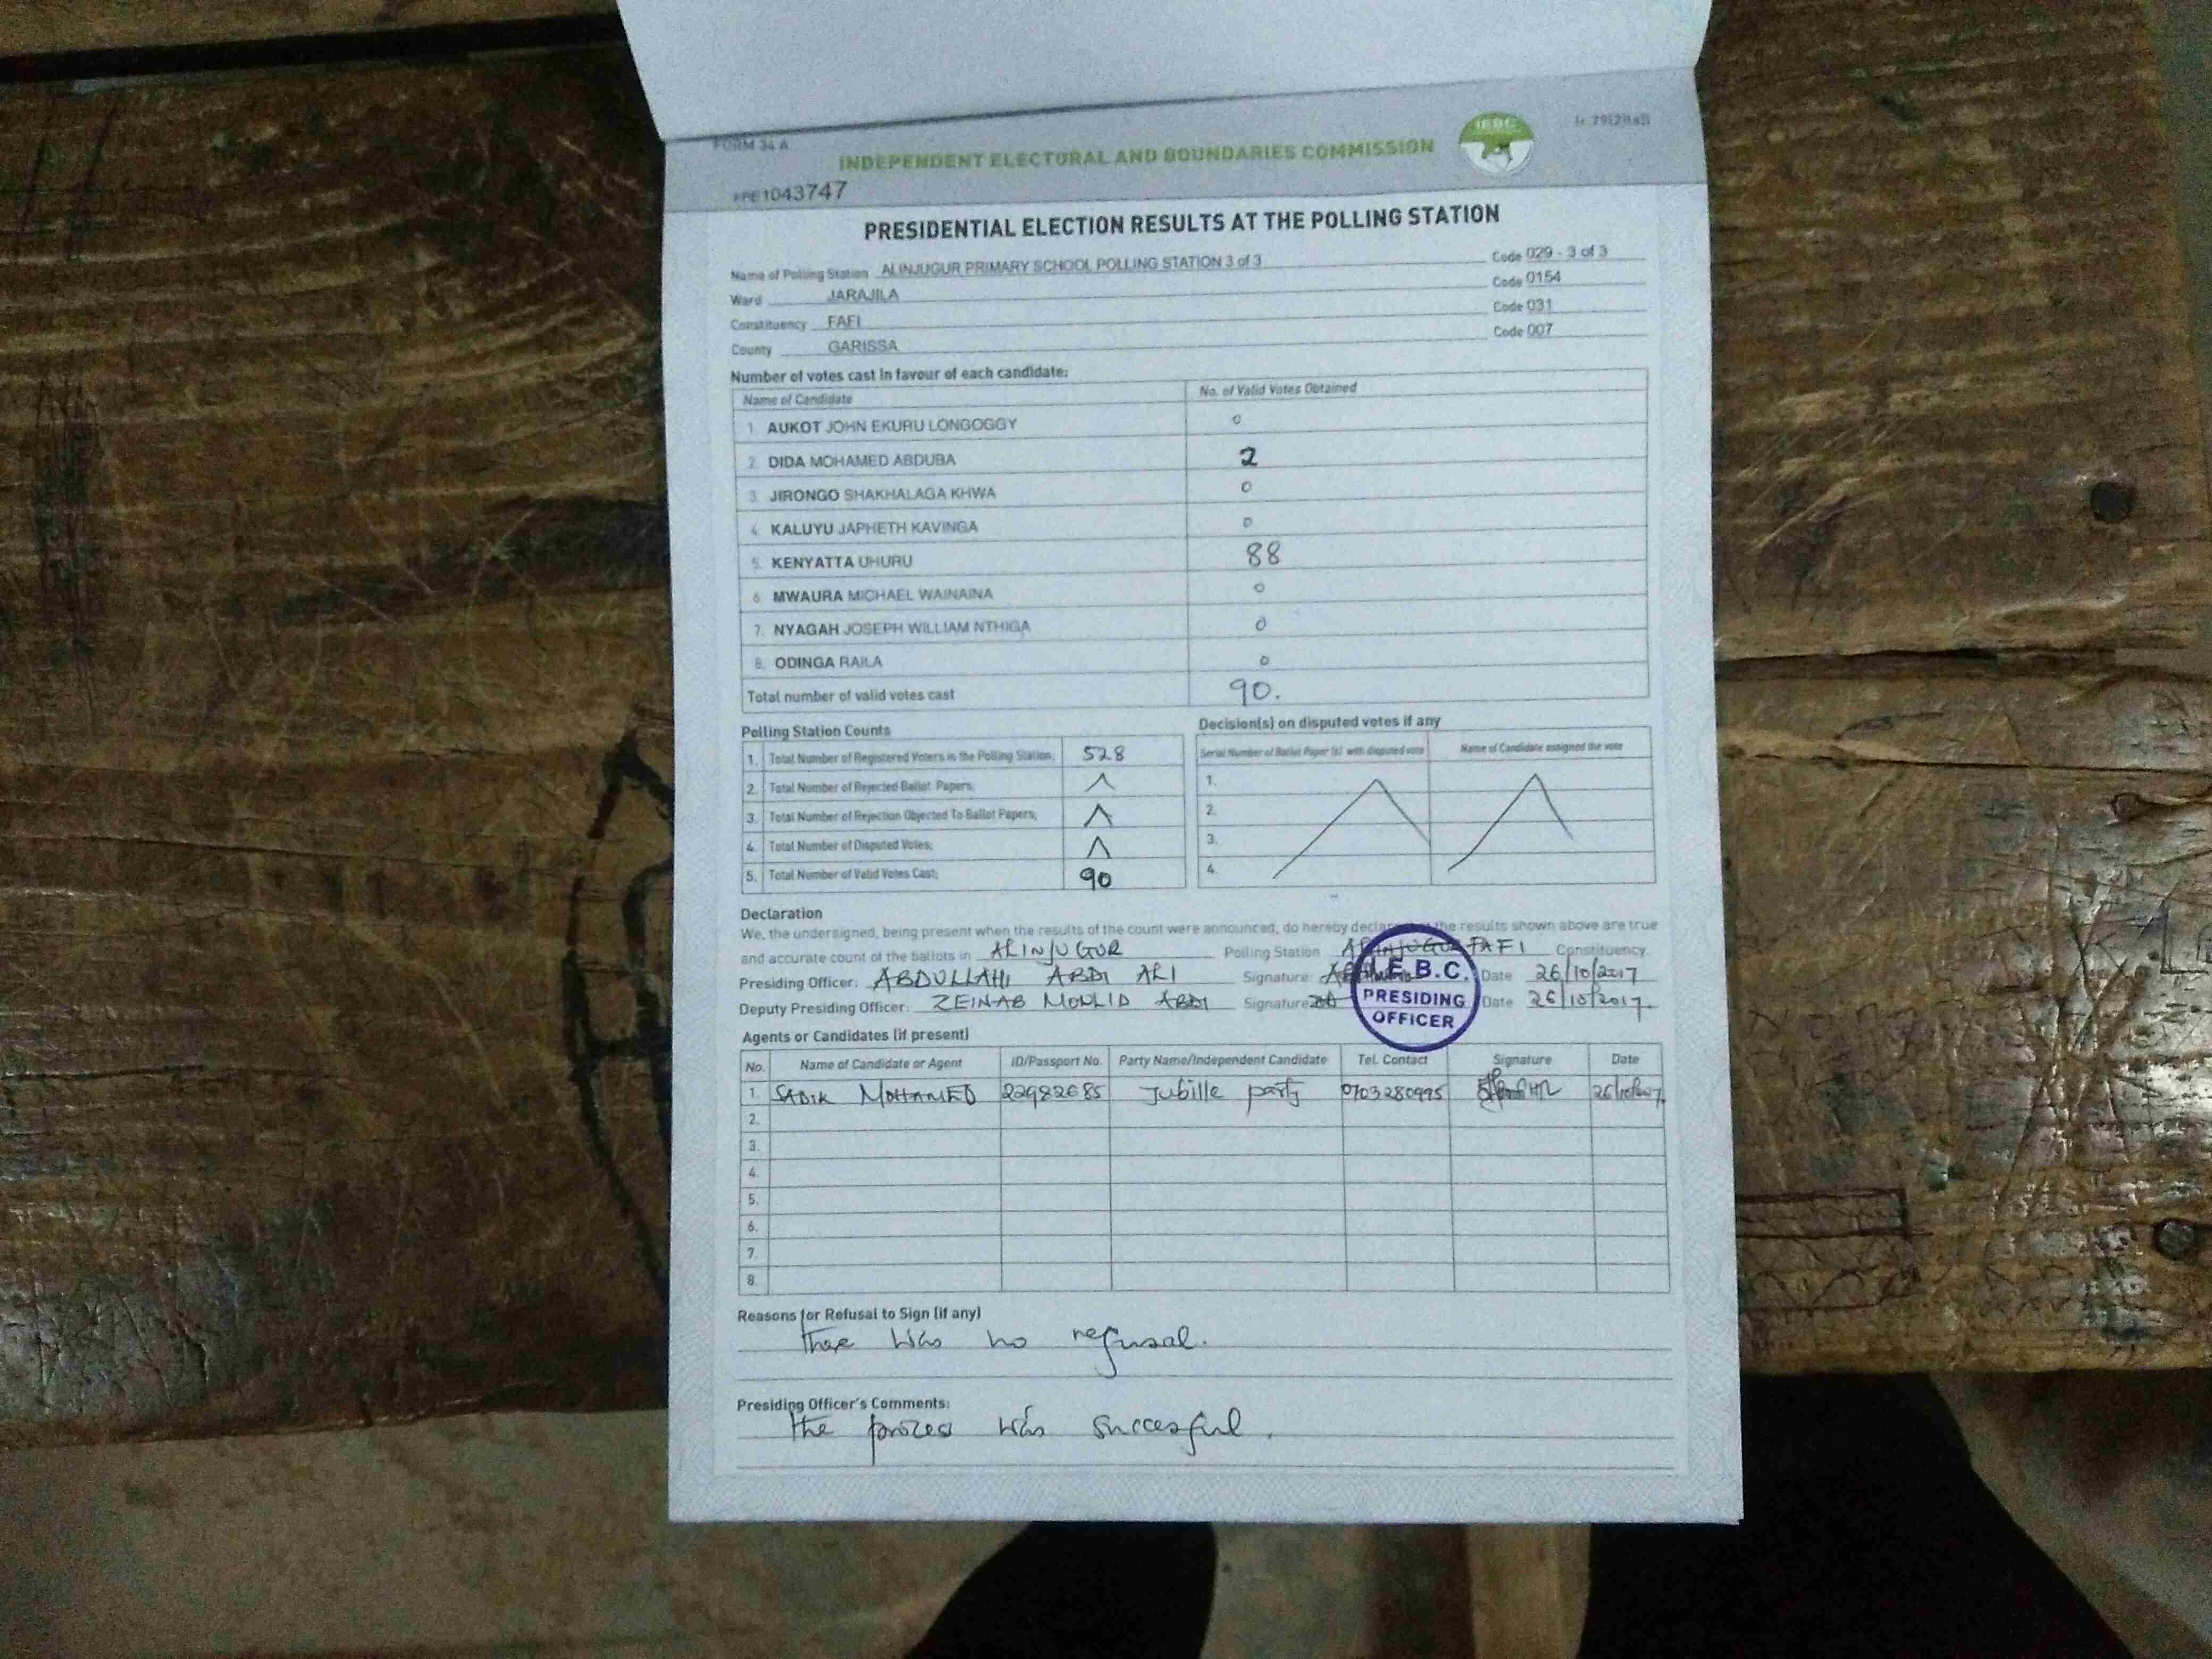 FORM 34 A
INDEPENDENT ELECTORAL AND BOUNDARIES COMMISSION
IEBC
1043747
PRESIDENTIAL ELECTION RESULTS AT THE POLLING STATION
Name of Polling Station ALINJUGUR PRIMARY SCHOOL POLLING STATION 3 of 3 Code 029 - 3 of 3
Ward JARAJILA Code 0154
Constituency FAFI Code 031
County GARISSA Code 007
Number of votes cast in favour of each candidate:
Name of Candidate No. of Valid Votes Obtained
1. AUKOT JOHN EKURU LONGOGGY 0
2. DIDA MOHAMED ABDUBA 2
3. JIRONGO SHAKHALAGA KHWA 0
4. KALUYU JAPHETH KAVINGA 0
5. KENYATTA UHURU 88
6. MWAURA MICHAEL WAINAINA 0
7. NYAGAH JOSEPH WILLIAM NTHIGA 0
8. ODINGA RAILA 0
Total number of valid votes cast 90.
Polling Station Counts
1. Total Number of Registered Voters in the Polling Station; 528
2. Total Number of Rejected Ballot Papers;
3. Total Number of Rejection Objected To Ballot Papers;
4. Total Number of Disputed Votes;
5. Total Number of Valid Votes Cast; 90
Decision(s) on disputed votes if any
Serial Number of Ballot Paper (s) with disputed vote Name of Candidate assigned the vote
1.
2.
3.
4.
Declaration
We, the undersigned, being present when the results of the count were announced, do hereby declare that the results shown above are true
and accurate count of the ballots in ALINJUGUR Polling Station FAFI Constituency
Presiding Officer: ABDULLAHI ABDI ALI Signature: Date 26/10/2017
Deputy Presiding Officer: ZEINAB MOHLID ABDI Signature Date 26/10/2017.
I.E.B.C.
PRESIDING
OFFICER
Agents or Candidates (if present)
No. Name of Candidate or Agent ID/Passport No. Party Name/Independent Candidate Tel. Contact Signature Date
1. SADIK MOHAMED 22982685 Jubille party 0703280995 26/10/2017
2.
3.
4.
5.
6.
7.
8.
Reasons for Refusal to Sign (if any)
There was no refusal.
Presiding Officer's Comments:
the process was succesful.